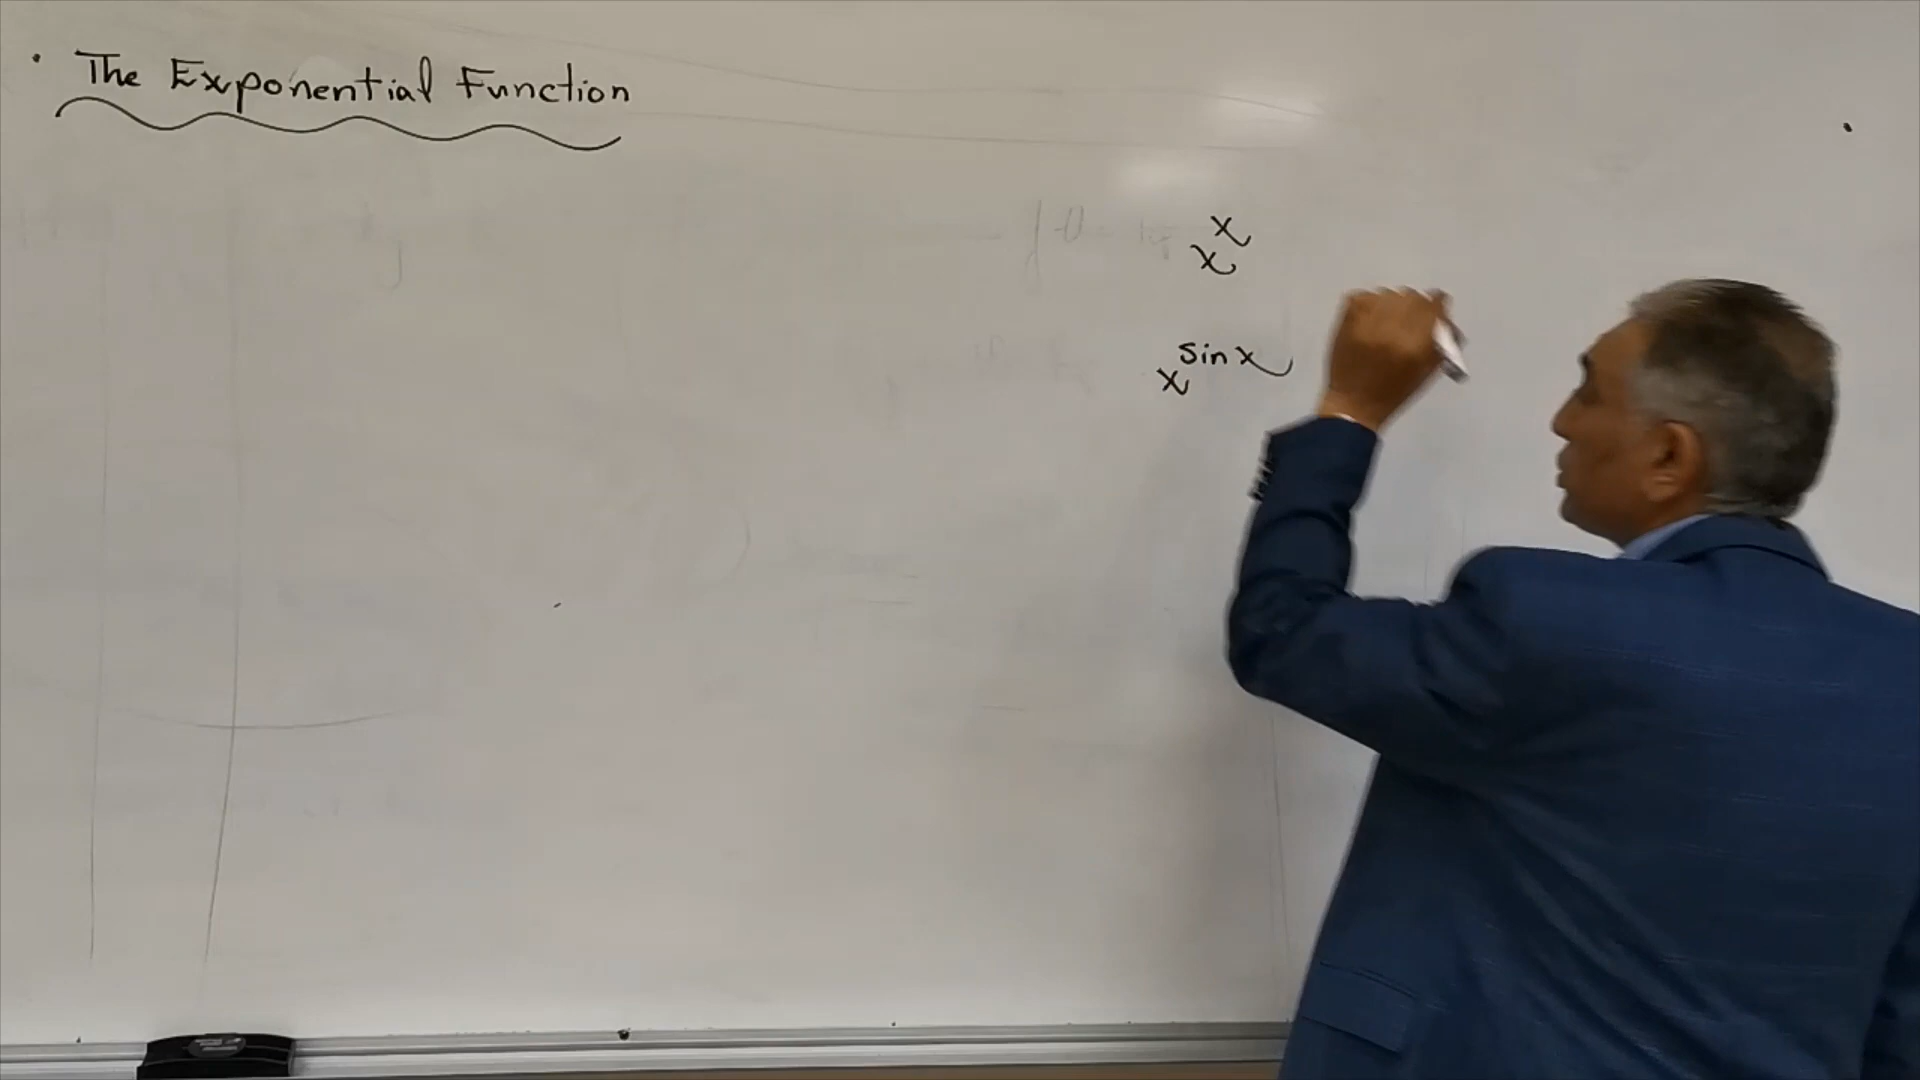 • The Exponential Function
x^x
x^sin x